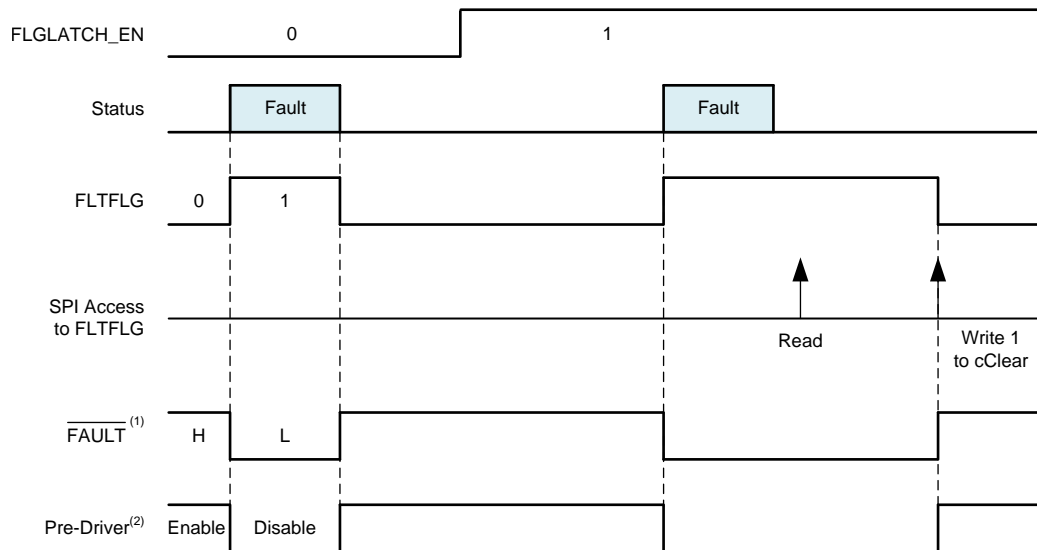 FLGLATCH_EN
0
1
Status
Fault
Fault
FLTFLG
0
1
SPI Access
to FLTFLG
Read
Write 1
to cClear
FAULT (1)
H
L
Pre-Driver(2)
Enable
Disable